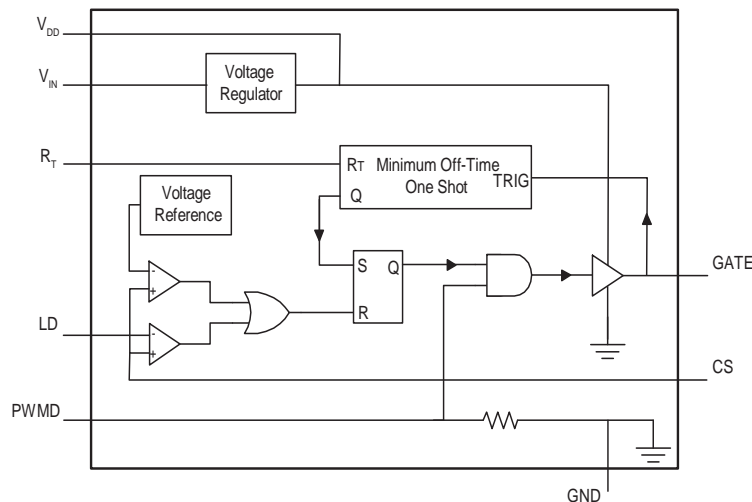 VDD
VIN
Voltage
Regulator
RT
RT
Minimum Off-Time
One Shot
TRIG
Q
Voltage
Reference
S
Q
R
-
+
-
+
GATE
LD
CS
PWMD
GND